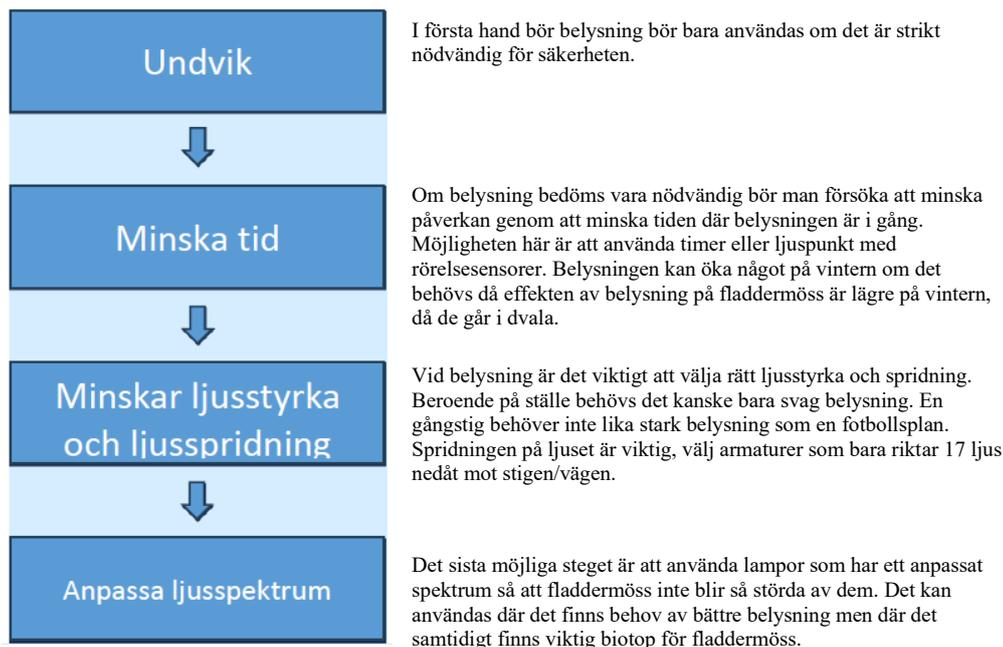 Undvik
I första hand bör belysning bör bara användas om det är strikt
nödvändig för säkerheten.
Minska tid
Om belysning bedöms vara nödvändig bör man försöka att minska
påverkan genom att minska tiden där belysningen är i gång.
Möjligheten här är att använda timer eller ljuspunkt med
rörelsesensorer. Belysningen kan öka något på vintern om det
behövs då effekten av belysning på fladdermöss är lägre på vintern,
då de går i dvala.
Minskar ljusstyrka
och ljusspridning
Vid belysning är det viktigt att välja rätt ljusstyrka och spridning.
Beroende på ställe behövs det kanske bara svag belysning. En
gångstig behöver inte lika stark belysning som en fotbollsplan.
Spridningen på ljuset är viktig, välj armaturer som bara riktar 17 ljus
nedåt mot stigen/vägen.
Anpassa ljusspektrum
Det sista möjliga steget är att använda lampor som har ett anpassat
spektrum så att fladdermöss inte blir så störda av dem. Det kan
användas där det finns behov av bättre belysning men där det
samtidigt finns viktig biotop för fladdermöss.